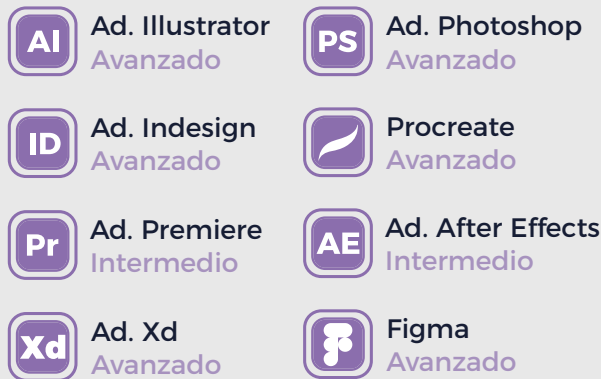 AI
Ad. Illustrator
Avanzado
PS
Ad. Photoshop
Avanzado
ID
Ad. Indesign
Avanzado
Procreate
Avanzado
Pr
Ad. Premiere
Intermedio
AE
Ad. After Effects
Intermedio
Xd
Ad. Xd
Avanzado
Figma
Avanzado